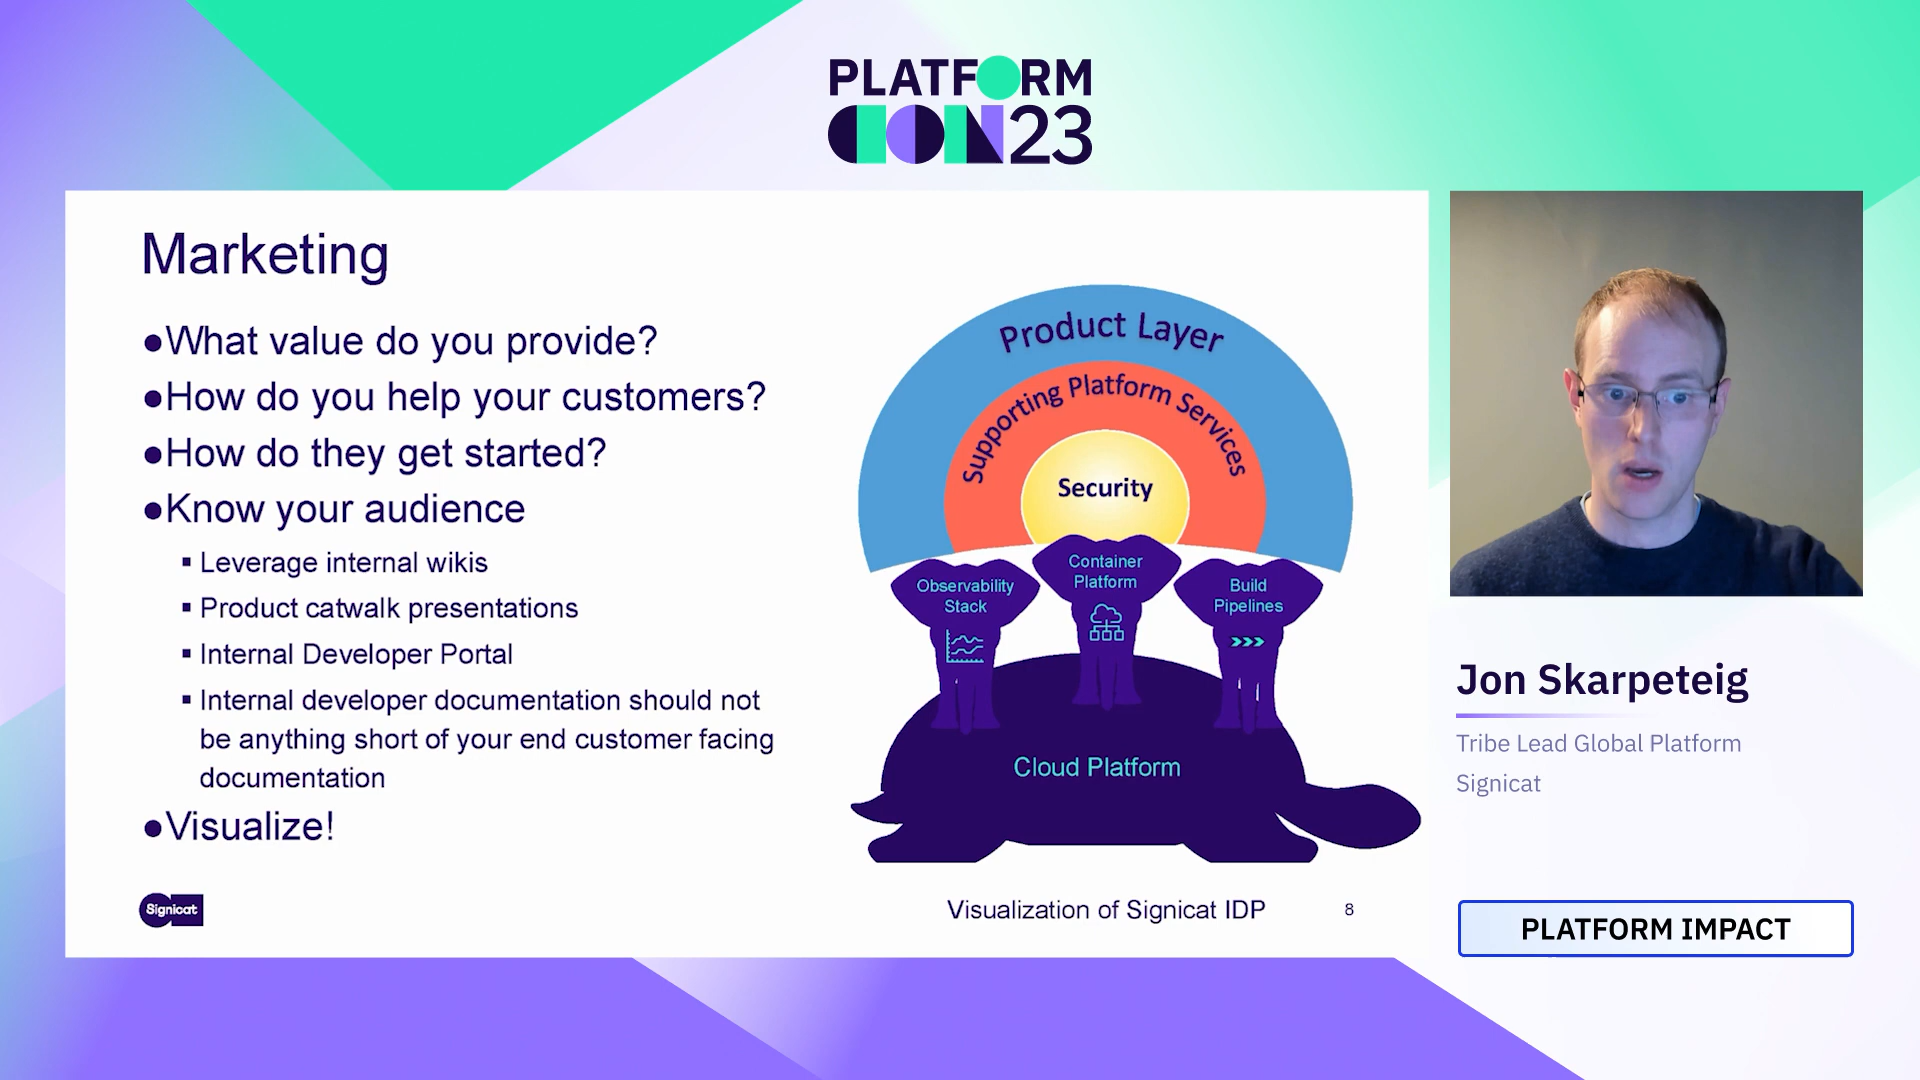 PLATFORM
CON23
Marketing
●What value do you provide?
●How do you help your customers?
●How do they get started?
●Know your audience
▪ Leverage internal wikis
▪ Product catwalk presentations
▪ Internal Developer Portal
▪ Internal developer documentation should not
be anything short of your end customer facing
documentation
●Visualize!
Signicat
Product Layer
Supporting Platform Services
Security
Observability
Stack
Container
Platform
Build
Pipelines
Cloud Platform
Visualization of Signicat IDP
8
Jon Skarpeteig
Tribe Lead Global Platform
Signicat
PLATFORM IMPACT